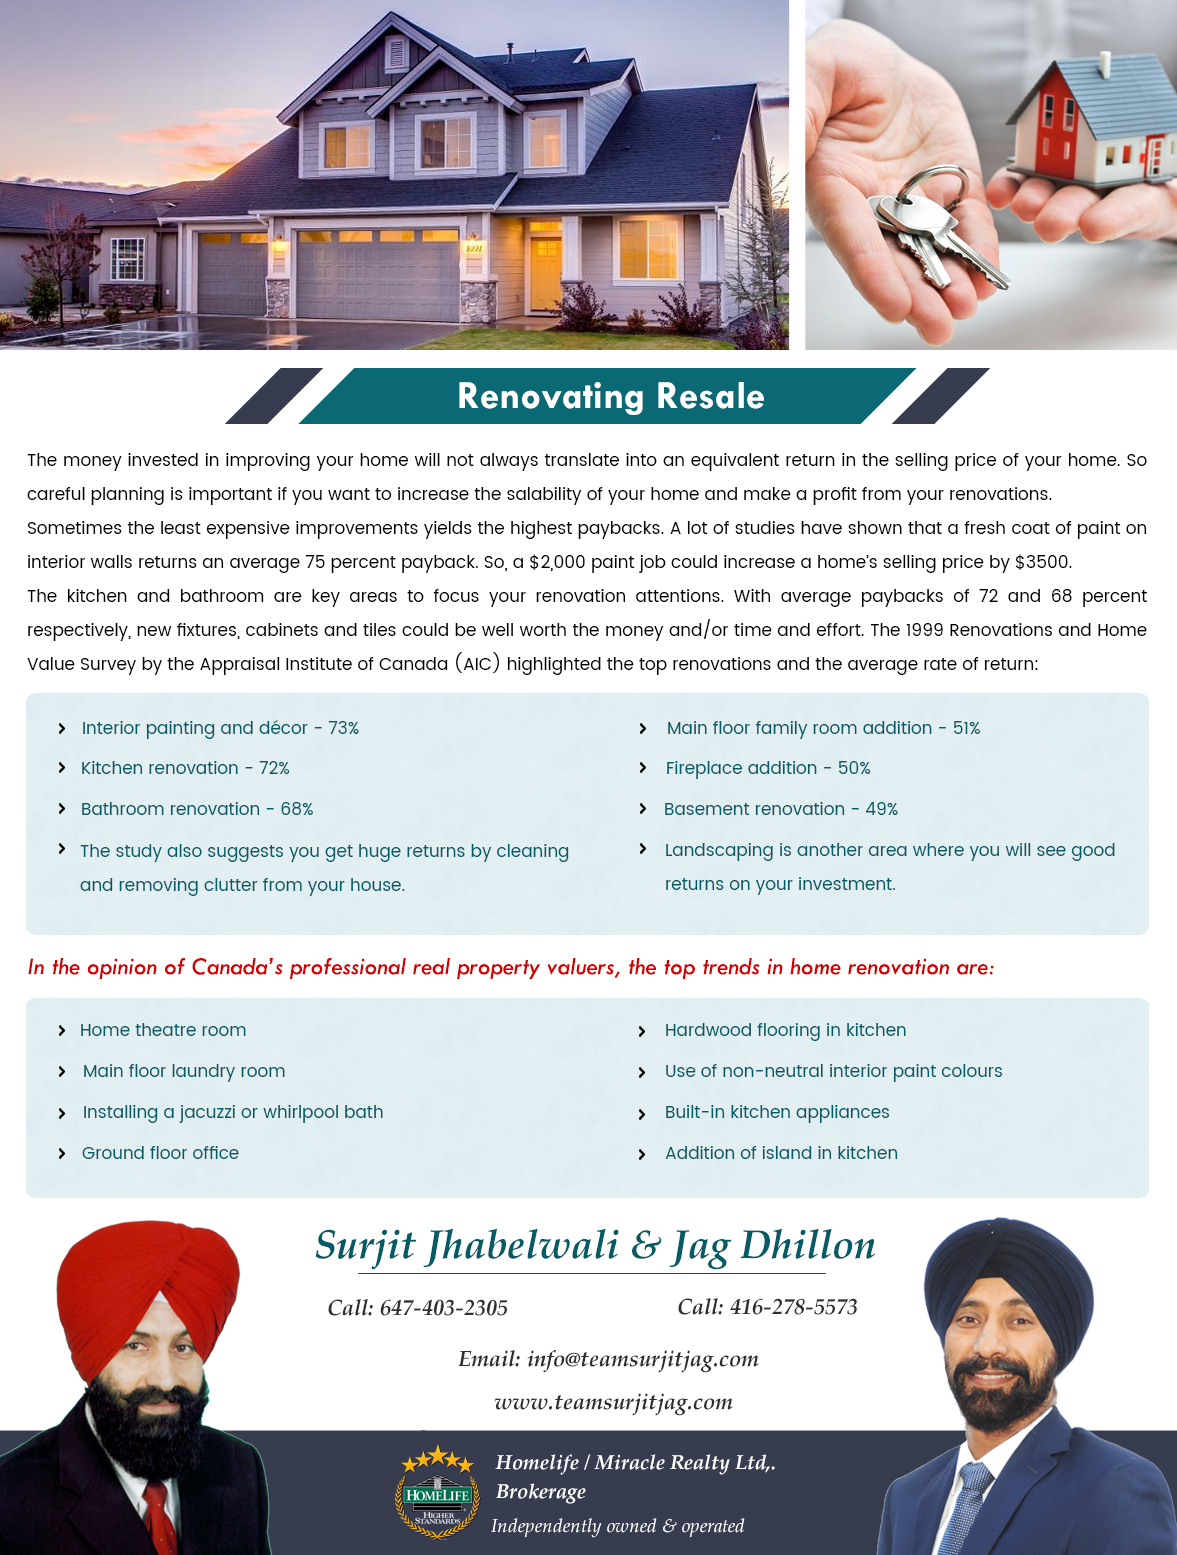 Renovating Resale
The money invested in improving your home will not always translate into an equivalent return in the selling price of your home. So
careful planning is important if you want to increase the salability of your home and make a profit from your renovations.
Sometimes the least expensive improvements yields the highest paybacks. A lot of studies have shown that a fresh coat of paint on
interior walls returns an average 75 percent payback. So, a $2,000 paint job could increase a home's selling price by $3500.
The kitchen and bathroom are key areas to focus your renovation attentions. With average paybacks of 72 and 68 percent
respectively, new fixtures, cabinets and tiles could be well worth the money and/or time and effort. The 1999 Renovations and Home
Value Survey by the Appraisal Institute of Canada (AIC) highlighted the top renovations and the average rate of return:
Interior painting and décor - 73%
Kitchen renovation - 72%
Bathroom renovation - 68%
The study also suggests you get huge returns by cleaning
and removing clutter from your house.
Main floor family room addition - 51%
Fireplace addition - 50%
Basement renovation - 49%
Landscaping is another area where you will see good
returns on your investment.
In the opinion of Canada's professional real property valuers, the top trends in home renovation are:
Home theatre room
Main floor laundry room
Installing a jacuzzi or whirlpool bath
Ground floor office
Hardwood flooring in kitchen
Use of non-neutral interior paint colours
Built-in kitchen appliances
Addition of island in kitchen
Surjit Jhabelwali & Jag Dhillon
Call: 647-403-2305
Call: 416-278-5573
Email: info@teamsurjitjag.com
www.teamsurjitjag.com
HOMELIFE
HIGHER
STANDARDS
Homelife / Miracle Realty Ltd,.
Brokerage
Independently owned & operated